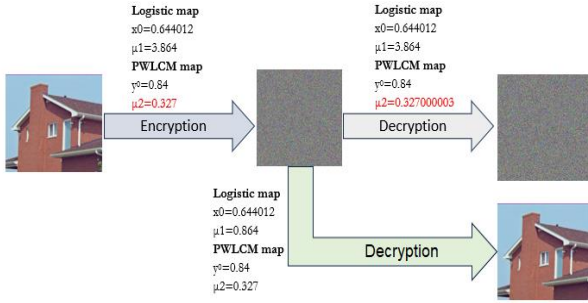 Logistic map
x0=0.644012
μ1=3.864
PWLCM map
y⁰=0.84
μ2=0.327
Encryption
Logistic map
x0=0.644012
μ1=3.864
PWLCM map
y⁰=0.84
μ2=0.327000003
Decryption
Logistic map
x0=0.644012
μ1=0.864
PWLCM map
y⁰=0.84
μ2=0.327
Decryption